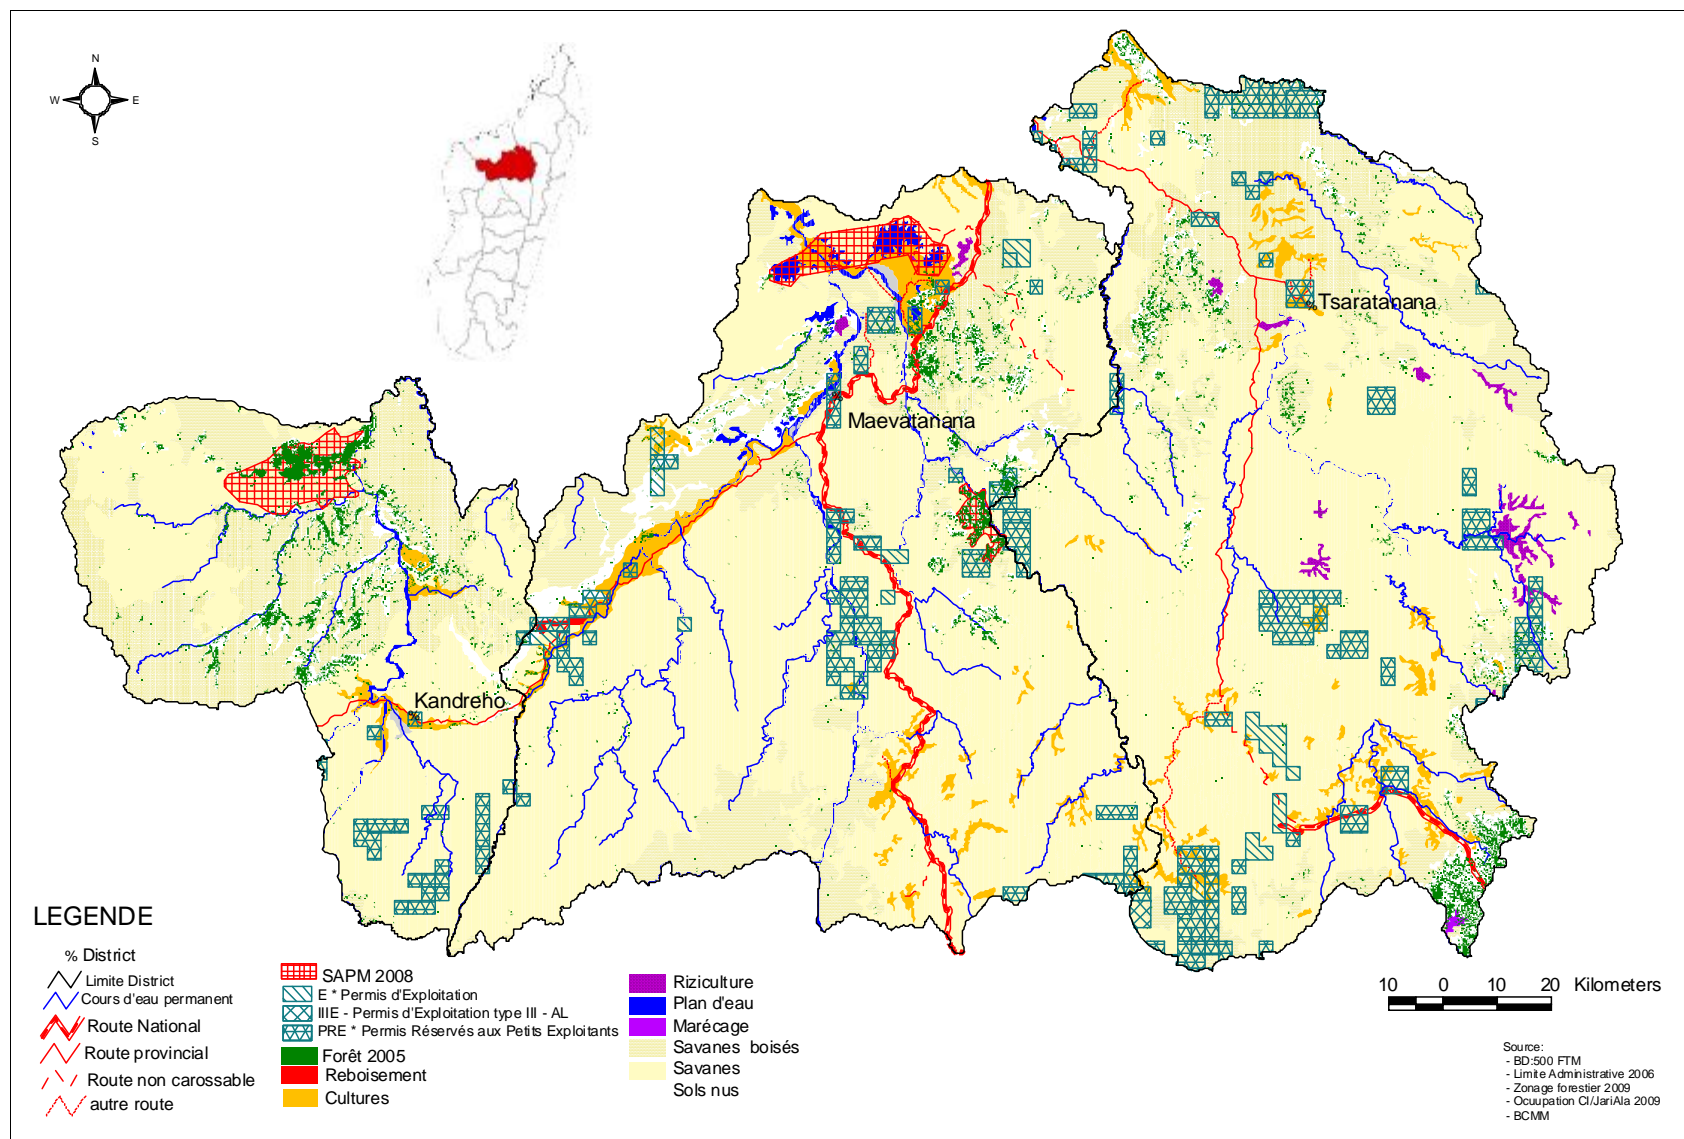 N
W
E
S
Tsaratanana
Maevatanana
Kandreho
LEGENDE
% District
Limite District
Cours d'eau permanent
Route National
Route provincial
Route non carossable
autre route
SAPM 2008
E * Permis d'Exploitation
IIIE - Permis d'Exploitation type III - AL
PRE * Permis Réservés aux Petits Exploitants
Forêt 2005
Reboisement
Cultures
Riziculture
Plan d'eau
Marécage
Savanes boisés
Savanes
Sols nus
10 0 10 20 Kilometers
Source:
- BD:500 FTM
- Limite Administrative 2006
- Zonage forestier 2009
- Ocuupation CI/JariAla 2009
- BCMM